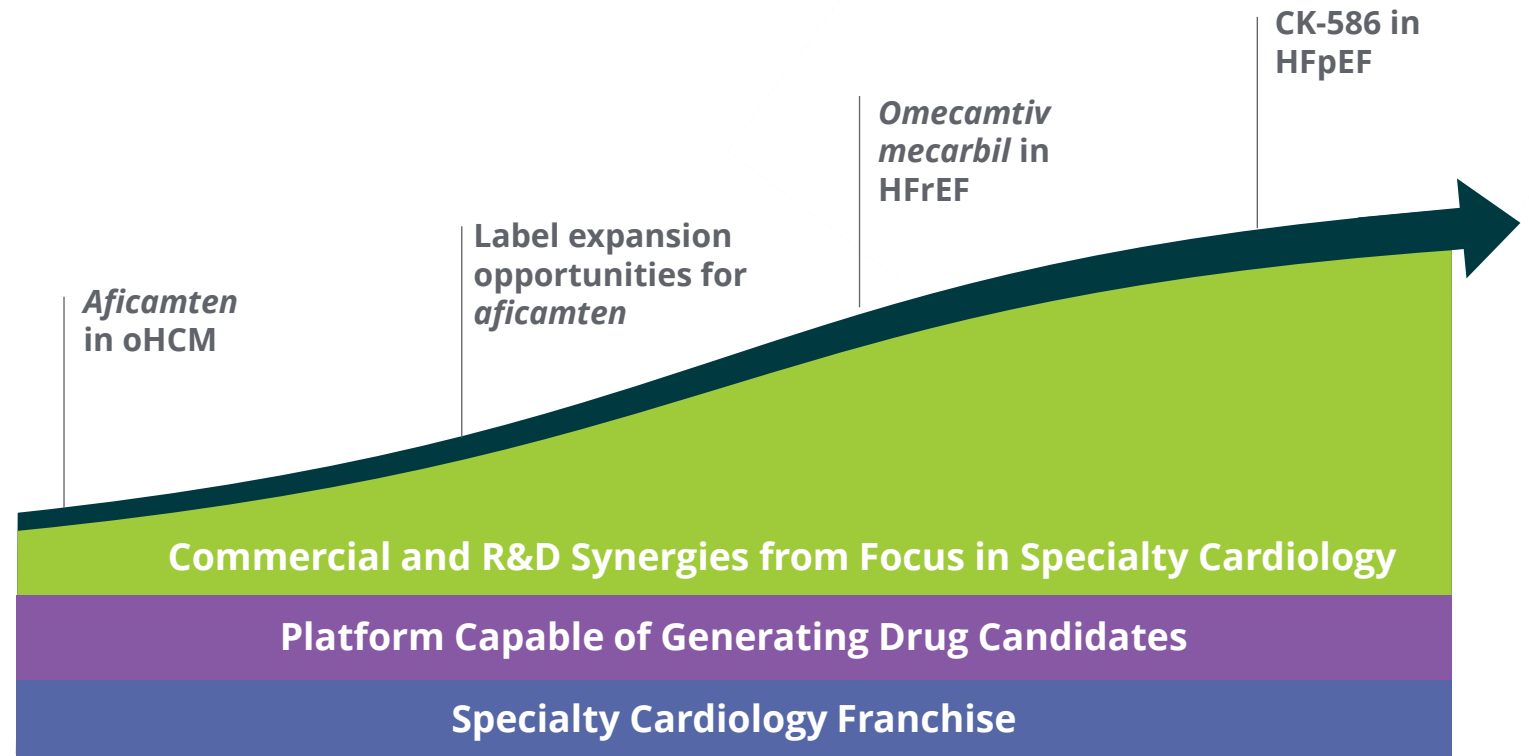 CK-586 in
HFpEF
Omecamtiv
mecarbil in
HFrEF
Label expansion
opportunities for
aficamten
Aficamten
in oHCM
Commercial and R&D Synergies from Focus in Specialty Cardiology
Platform Capable of Generating Drug Candidates
Specialty Cardiology Franchise